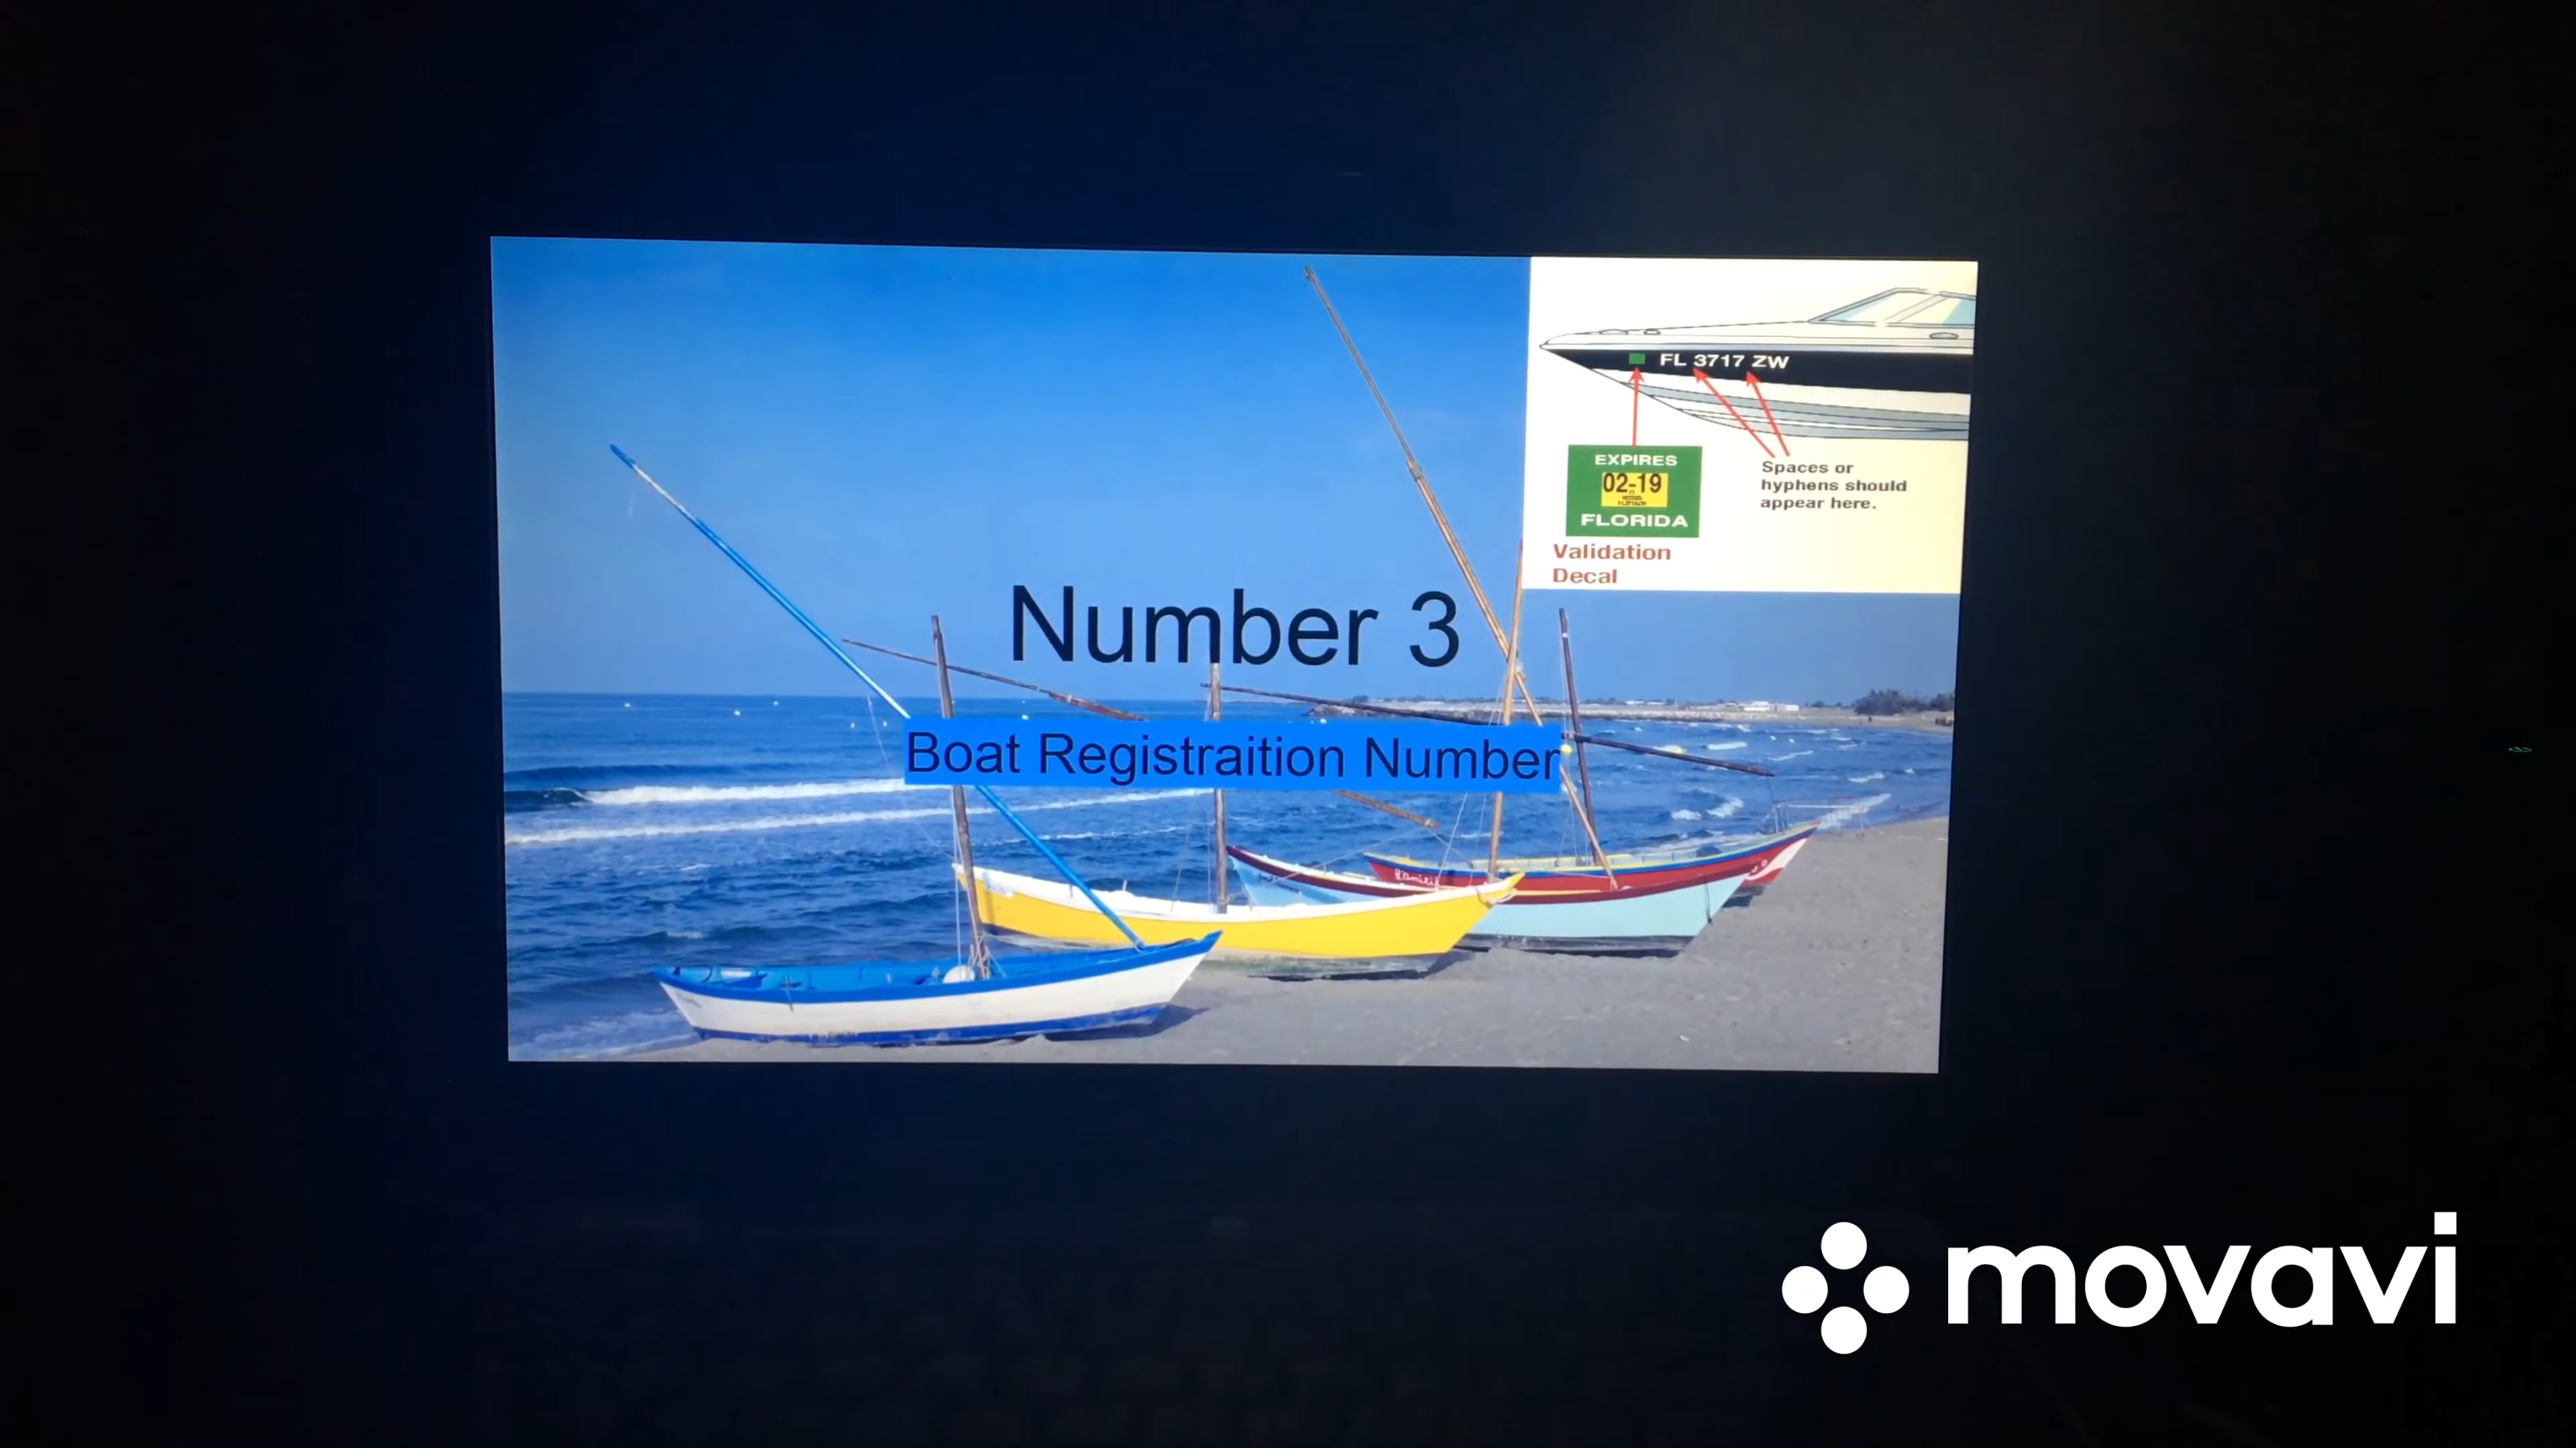 FL 3717 ZW
EXPIRES
02-19
FLORIDA
Validation
Decal
Spaces or
hyphens should
appear here.
Number 3
Boat Registraition Number
movavi